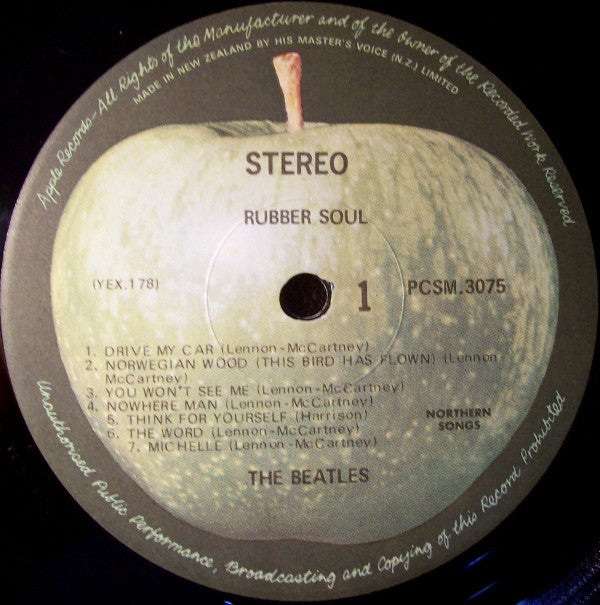 Apple Records-All Rights of the Manufacturer and of the Owner of the Recorded Work Reserved
MADE IN NEW ZEALAND BY HIS MASTER'S VOICE (N.Z.) LIMITED
STEREO
RUBBER SOUL
(YEX.178)
1
PCSM.3075
1. DRIVE MY CAR (Lennon-McCartney)
2. NORWEGIAN WOOD (THIS BIRD HAS FLOWN) (Lennon-
McCartney)
3. YOU WON'T SEE ME (Lennon-McCartney)
4. NOWHERE MAN (Lennon-McCartney)
5. THINK FOR YOURSELF (Harrison)
6. THE WORD (Lennon-McCartney)
7. MICHELLE (Lennon-McCartney)
NORTHERN
SONGS
THE BEATLES
Unauthorised Public Performance, Broadcasting and Copying of this Record Prohibited